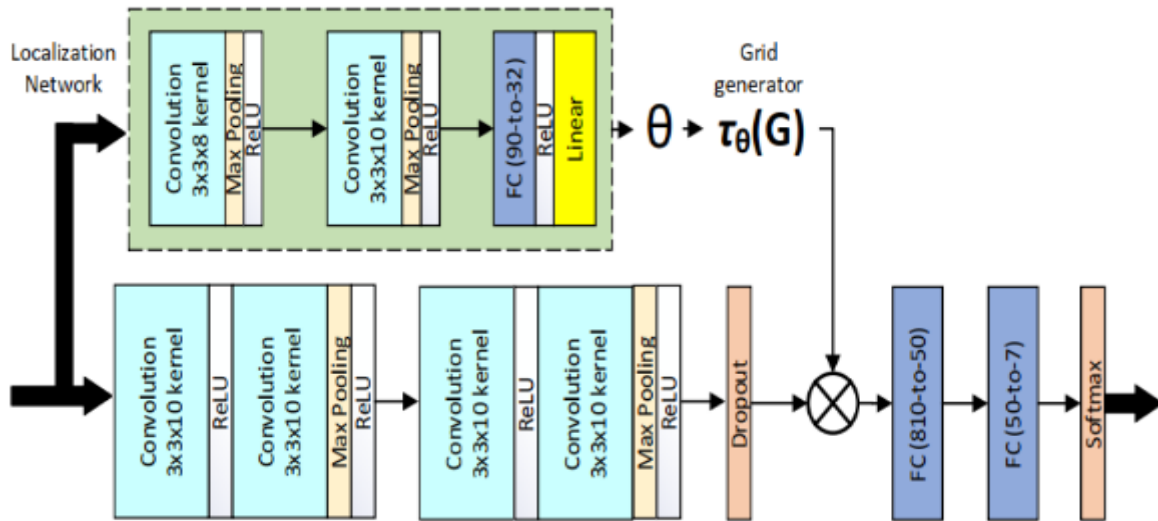 Localization
Network
Convolution
3x3x8 kernel
Max Pooling
ReLU
Convolution
3x3x10 kernel
Max Pooling
ReLU
FC (90-to-32)
ReLU
Linear
θ
Grid
generator
τθ(G)
Convolution
3x3x10 kernel
ReLU
Convolution
3x3x10 kernel
Max Pooling
ReLU
Convolution
3x3x10 kernel
ReLU
Convolution
3x3x10 kernel
Max Pooling
ReLU
Dropout
FC (810-to-50)
FC (50-to-7)
Softmax